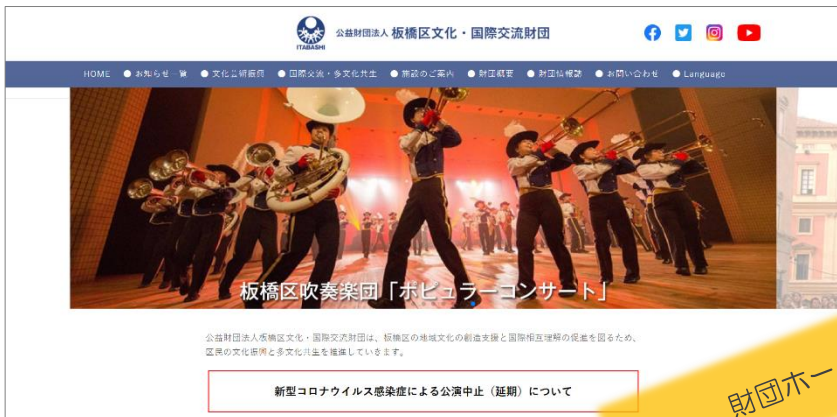 ITABASHI
公益財団法人 板橋区文化・国際交流財団
HOME ● お知らせ一覧 ● 文化芸術振興 ● 国際交流・多文化共生 ● 施設のご案内 ● 財団概要 ● 財団情報誌 ● お問い合わせ ● Language
板橋区吹奏楽団「ポピュラーコンサート」
公益財団法人板橋区文化・国際交流財団は、板橋区の地域文化の創造支援と国際相互理解の促進を図るため、
区民の文化振興と多文化共生を推進していきます。
新型コロナウイルス感染症による公演中止（延期）について
財団ホー